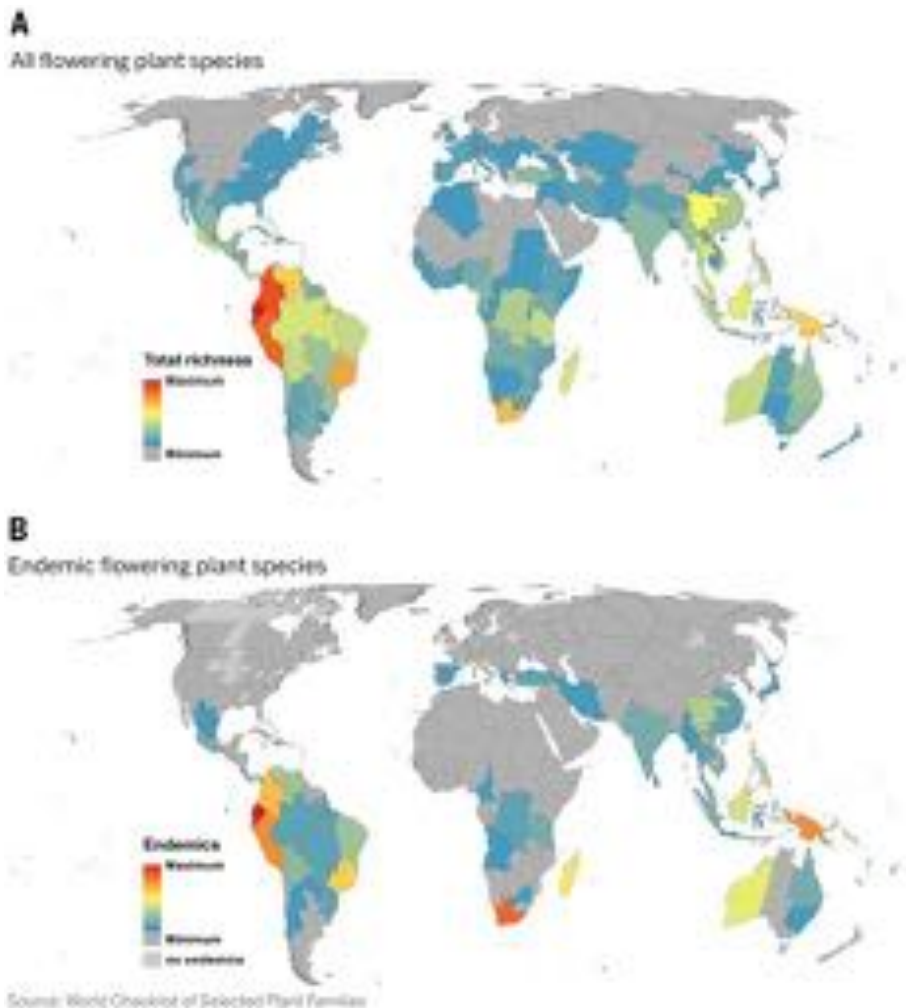 A
All flowering plant species
Total richness
Maximum
Minimum
B
Endemic flowering plant species
Endemics
Maximum
Minimum
no endemics
Source: World Checklist of Selected Plant Families